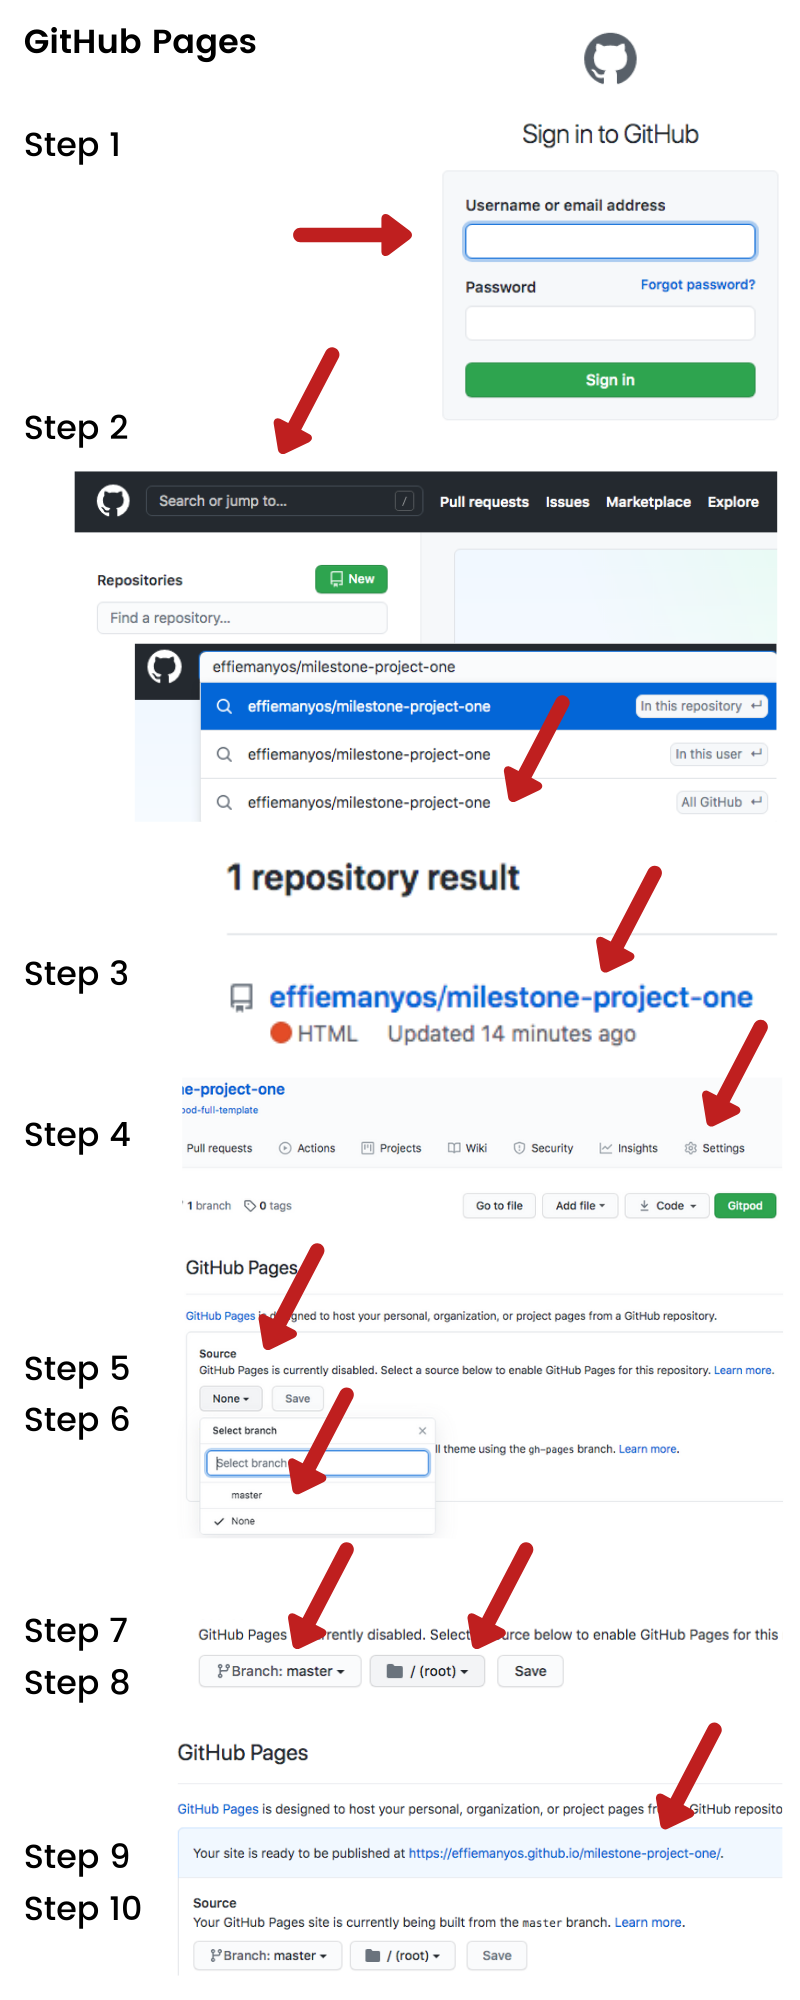 GitHub Pages
Step 1
Sign in to GitHub
Username or email address
Password
Forgot password?
Sign in
Step 2
Search or jump to...
/
Pull requests
Issues
Marketplace
Explore
Repositories
New
Find a repository...
effiemanyos/milestone-project-one
effiemanyos/milestone-project-one
In this repository
effiemanyos/milestone-project-one
In this user
effiemanyos/milestone-project-one
All GitHub
1 repository result
Step 3
effiemanyos/milestone-project-one
HTML
Updated 14 minutes ago
e-project-one
ood-full-template
Step 4
Pull requests
Actions
Projects
Wiki
Security
Insights
Settings
1 branch
0 tags
Go to file
Add file
Code
Gitpod
GitHub Pages
GitHub Pages designed to host your personal, organization, or project pages from a GitHub repository.
Step 5
Source
GitHub Pages is currently disabled. Select a source below to enable GitHub Pages for this repository. Learn more.
None
Save
Step 6
Select branch
ll theme using the gh-pages branch. Learn more.
Select branch
master
None
Step 7
GitHub Pages rently disabled. Select urce below to enable GitHub Pages for this
Step 8
Branch: master
/ (root)
Save
GitHub Pages
GitHub Pages is designed to host your personal, organization, or project pages GitHub reposito
Step 9
Your site is ready to be published at https://effiemanyos.github.io/milestone-project-one/.
Step 10
Source
Your GitHub Pages site is currently being built from the master branch. Learn more.
Branch: master
/ (root)
Save